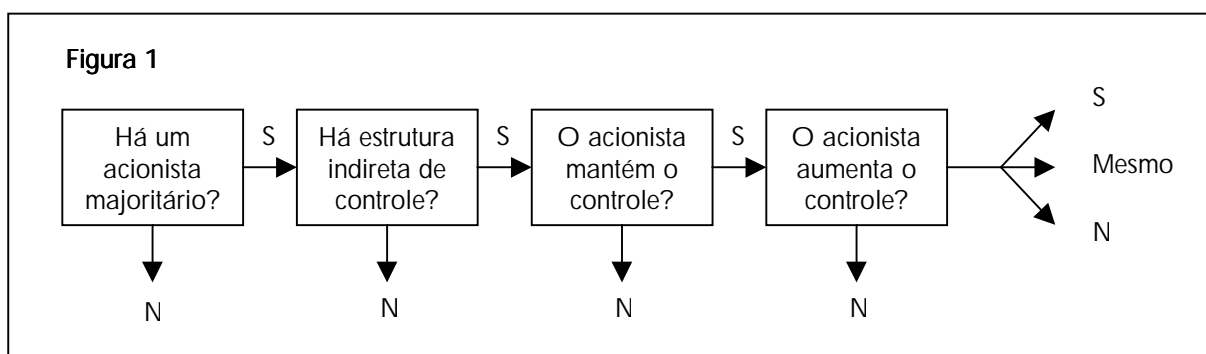 Figura 1
Há um
acionista
majoritário?
S
Há estrutura
indireta de
controle?
S
O acionista
mantém o
controle?
S
O acionista
aumenta o
controle?
S
Mesmo
N
N
N
N
N